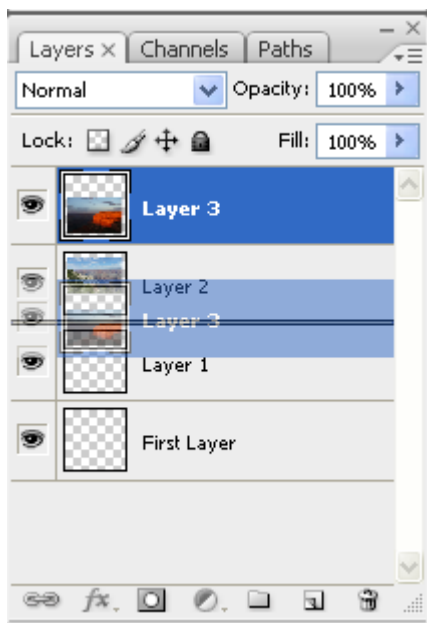 Layers × Channels Paths
Normal Opacity: 100%
Lock: Fill: 100%
Layer 3
Layer 2
Layer 3
Layer 1
First Layer
fx.